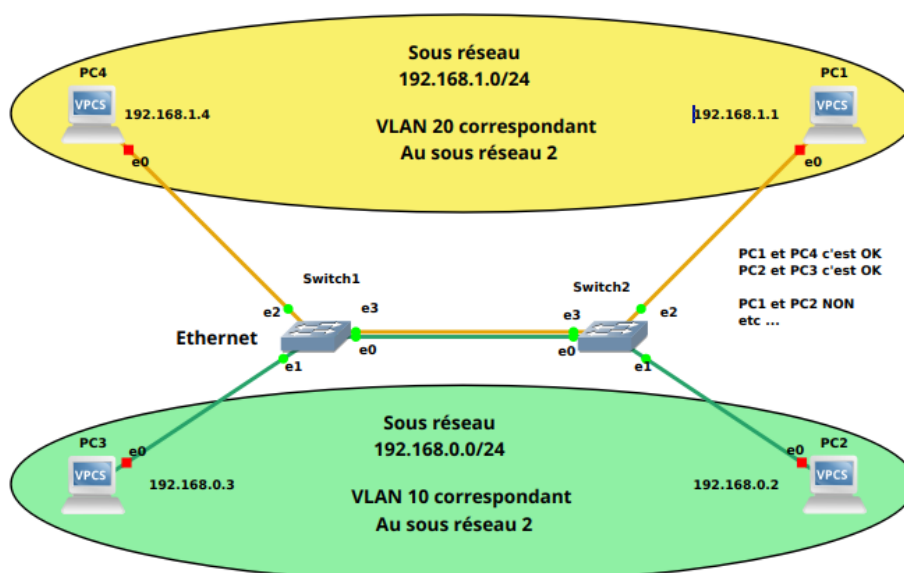 Sous réseau
192.168.1.0/24
VLAN 20 correspondant
Au sous réseau 2
PC4
VPCS
192.168.1.4
e0
PC1
VPCS
192.168.1.1
e0
PC1 et PC4 c'est OK
PC2 et PC3 c'est OK
PC1 et PC2 NON
etc ...
Switch1
e2
e3
Ethernet
e0
e1
Switch2
e3
e2
e0
e1
Sous réseau
192.168.0.0/24
VLAN 10 correspondant
Au sous réseau 2
PC3
e0
VPCS
192.168.0.3
PC2
e0
VPCS
192.168.0.2